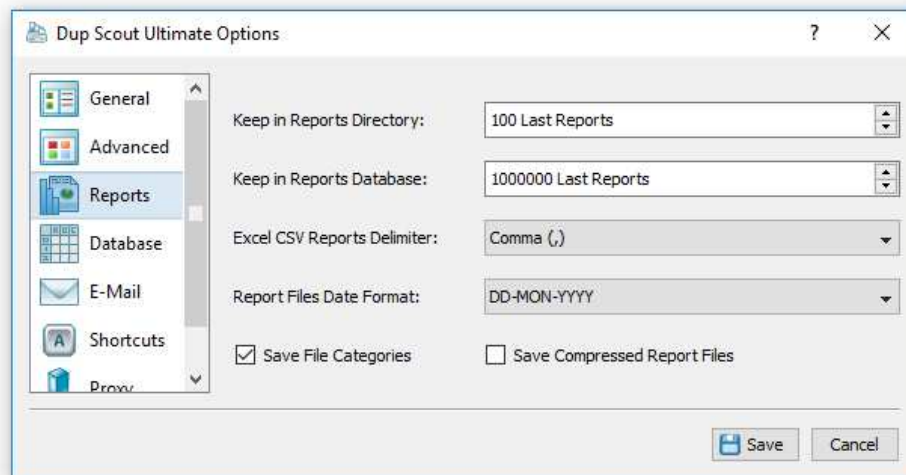 Dup Scout Ultimate Options
?
General
Advanced
Reports
Database
E-Mail
Shortcuts
Proxy
Keep in Reports Directory:
100 Last Reports
Keep in Reports Database:
1000000 Last Reports
Excel CSV Reports Delimiter:
Comma (,)
Report Files Date Format:
DD-MON-YYYY
Save File Categories
Save Compressed Report Files
Save
Cancel